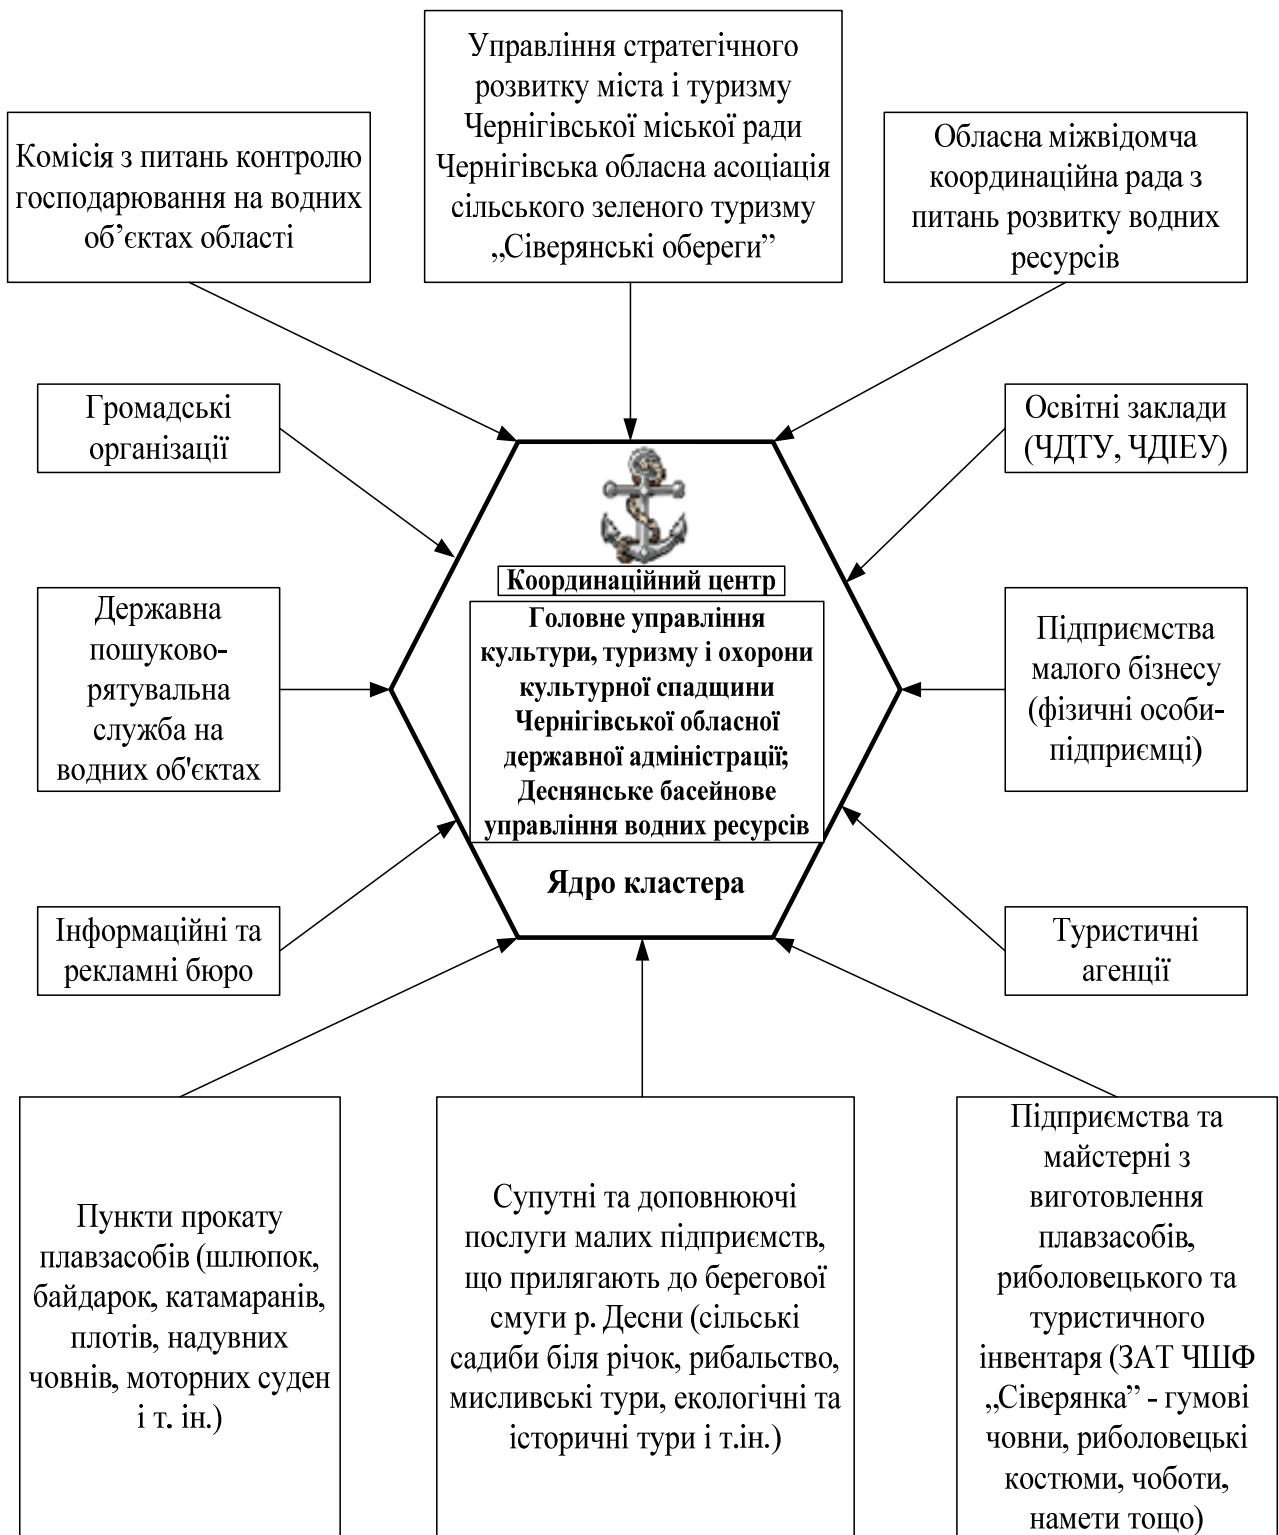 Управління стратегічного
розвитку міста і туризму
Чернігівської міської ради
Чернігівська обласна асоціація
сільського зеленого туризму
„Сіверянські обереги”
Комісія з питань контролю
господарювання на водних
об’єктах області
Обласна міжвідомча
координаційна рада з
питань розвитку водних
ресурсів
Громадські
організації
Освітні заклади
(ЧДТУ, ЧДІЕУ)
Координаційний центр
Головне управління
культури, туризму і охорони
культурної спадщини
Чернігівської обласної
державної адміністрації;
Деснянське басейнове
управління водних ресурсів
Ядро кластера
Державна
пошуково-
рятувальна
служба на
водних об'єктах
Підприємства
малого бізнесу
(фізичні особи-
підприємці)
Інформаційні та
рекламні бюро
Туристичні
агенції
Пункти прокату
плавзасобів (шлюпок,
байдарок, катамаранів,
плотів, надувних
човнів, моторних суден
і т. ін.)
Супутні та доповнюючі
послуги малих підприємств,
що прилягають до берегової
смуги р. Десни (сільські
садиби біля річок, рибальство,
мисливські тури, екологічні та
історичні тури і т.ін.)
Підприємства та
майстерні з
виготовлення
плавзасобів,
риболовецького та
туристичного
інвентаря (ЗАТ ЧШФ
„Сіверянка” - гумові
човни, риболовецькі
костюми, чоботи,
намети тощо)